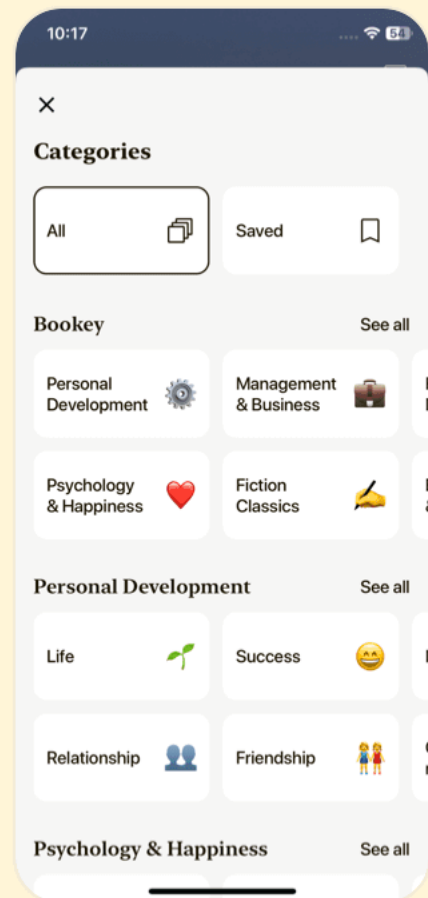 10:17
54
Categories
All
Saved
Bookey
See all
Personal
Development
Management
& Business
Psychology
& Happiness
Fiction
Classics
Personal Development
See all
Life
Success
Relationship
Friendship
Psychology & Happiness
See all